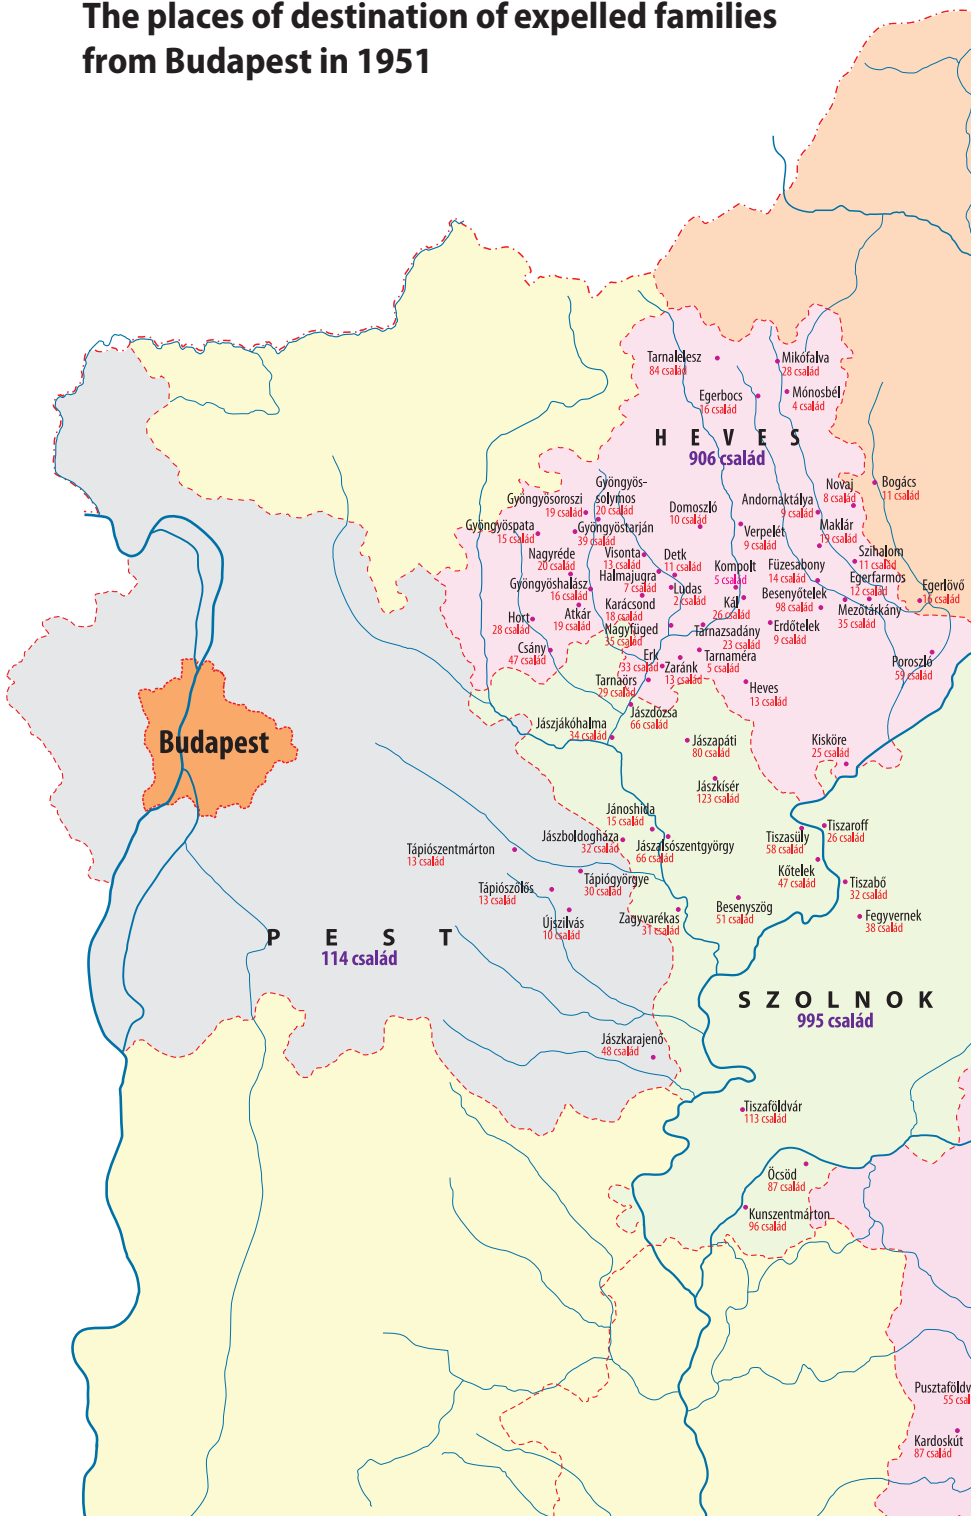 The places of destination of expelled families
from Budapest in 1951
Tarnalelesz
84 család
Mikófalva
28 család
Egerbocs
16 család
Mónosbél
4 család
H E V E S
906 család
Gyöngyös-
solymos
20 család
Gyöngyösoroszi
19 család
Gyöngyöspata
15 család
Gyöngyöstarján
39 család
Domoszló
10 család
Andornaktálya
9 család
Novaj
8 család
Bogács
11 család
Verpelét
9 család
Maklár
19 család
Nagyréde
20 család
Visonta
13 család
Detk
11 család
Kompolt
5 család
Füzesabony
14 család
Szihalom
11 család
Gyöngyöshalász
16 család
Halmajugra
7 család
Ludas
2 család
Egerfarmos
12 család
Egerlövő
16 család
Besenyőtelek
98 család
Atkár
19 család
Karácsond
18 család
Kál
26 család
Mezőtárkány
35 család
Hort
28 család
Nagyfüged
35 család
Tarnazsadány
23 család
Erdőtelek
9 család
Csány
47 család
Erk
33 család
Zaránk
13 család
Tarnaméra
5 család
Poroszló
59 család
Tarnaörs
29 család
Heves
13 család
Jászdózsa
66 család
Jászjákóhalma
34 család
Jászapáti
80 család
Kisköre
25 család
Budapest
Jászkisér
123 család
Jánoshida
15 család
Jászboldogháza
32 család
Jászalsószentgyörgy
66 család
Tiszasüly
58 család
Tiszaroff
26 család
Tápiószentmárton
13 család
Kőtelek
47 család
Tápiószőlős
13 család
Tápiógyörgye
30 család
Tiszabő
32 család
Újszilvás
10 család
Zagyvarékas
31 család
Besenyszög
51 család
Fegyvernek
38 család
P E S T
114 család
S Z O L N O K
995 család
Jászkarajenő
48 család
Tiszaföldvár
113 család
Öcsöd
87 család
Kunszentmárton
96 család
Pusztaföldv
55 csal
Kardoskút
87 család